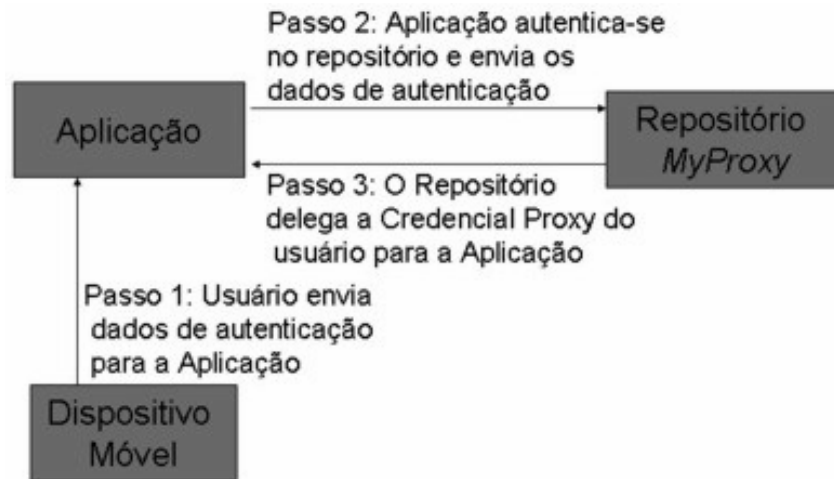 Passo 2: Aplicação autentica-se
no repositório e envia os
dados de autenticação
Aplicação
Repositório
MyProxy
Passo 3: O Repositório
delega a Credencial Proxy do
usuário para a Aplicação
Passo 1: Usuário envia
dados de autenticação
para a Aplicação
Dispositivo
Móvel